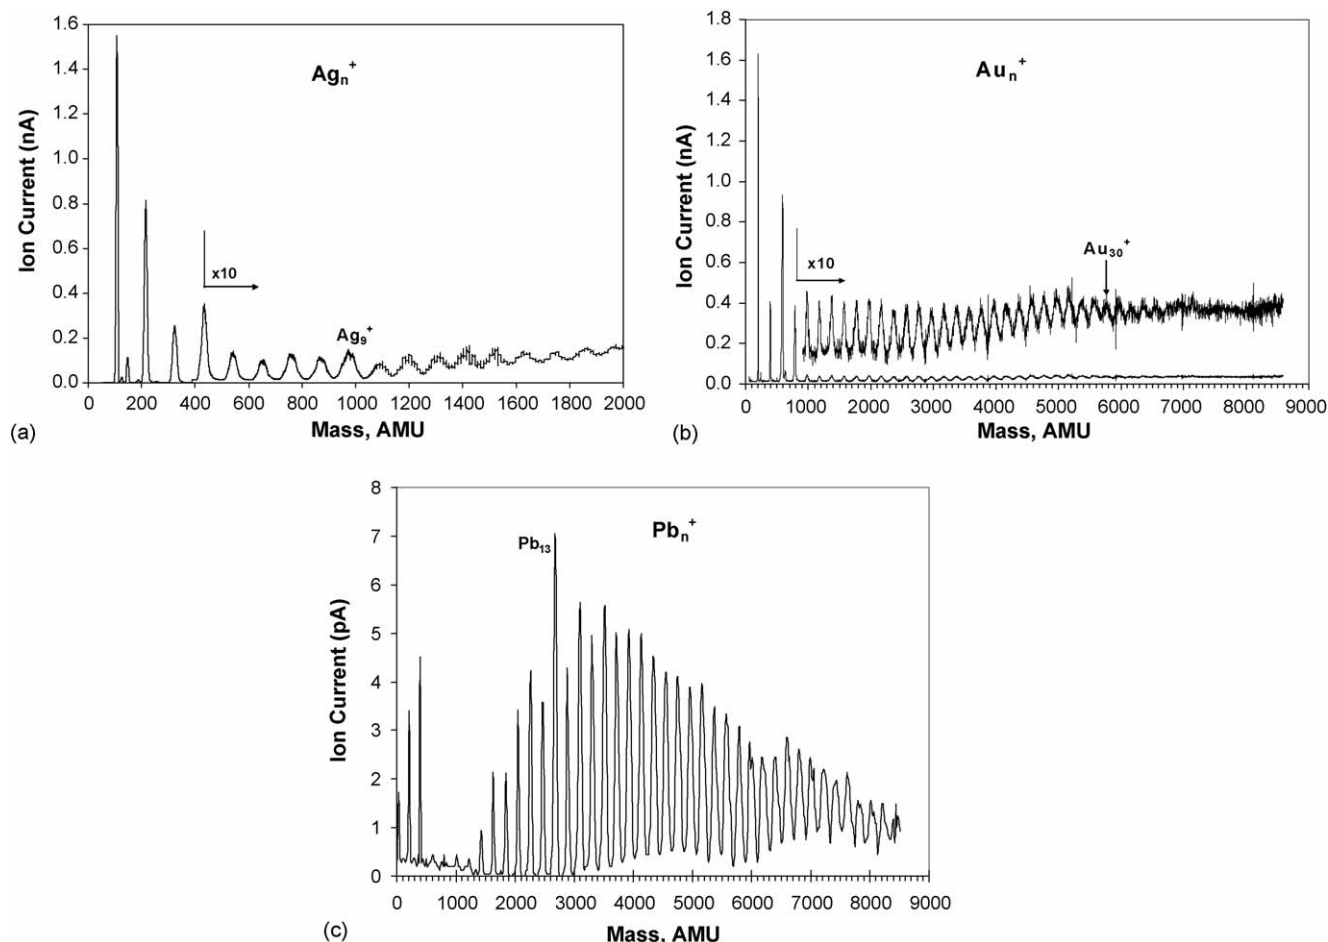 1.6
1.4
1.2
1.0
0.8
0.6
0.4
0.2
0.0
Ion Current (nA)
Agn+
x10
Ag9+
0 200 400 600 800 1000 1200 1400 1600 1800 2000
Mass, AMU
(a)
1.8
1.6
1.4
1.2
1.0
0.8
0.6
0.4
0.2
0.0
Ion Current (nA)
Aun+
x10
Au30+
0 1000 2000 3000 4000 5000 6000 7000 8000 9000
Mass, AMU
(b)
8
7
6
5
4
3
2
1
0
Ion Current (pA)
Pbn+
Pb13
0 1000 2000 3000 4000 5000 6000 7000 8000 9000
Mass, AMU
(c)